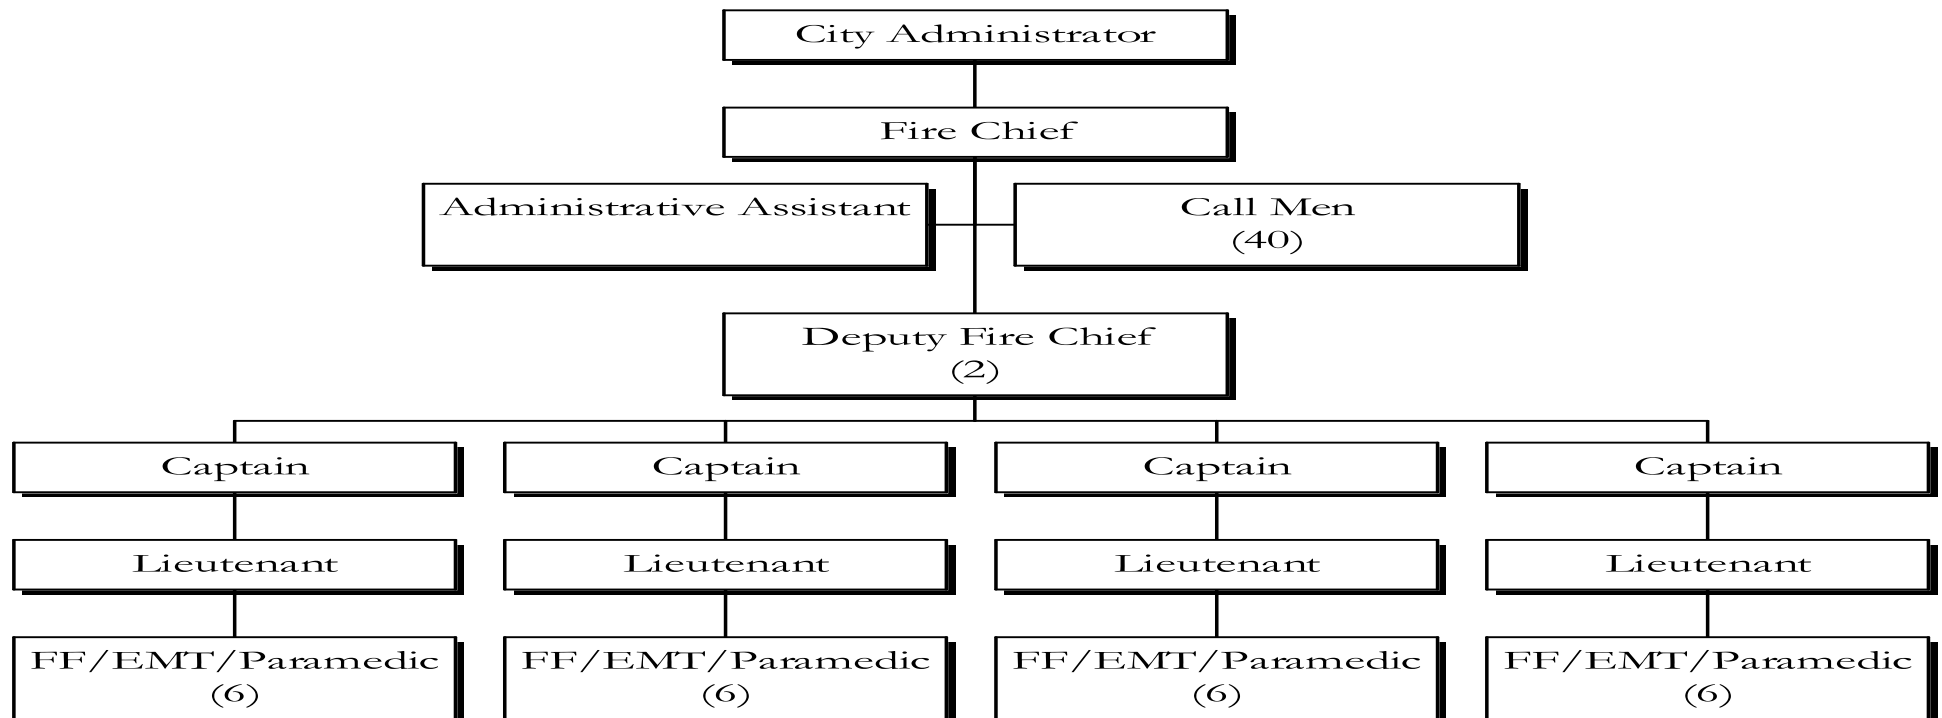 City Administrator
Fire Chief
Administrative Assistant
Call Men
(40)
Deputy Fire Chief
(2)
Captain
Captain
Captain
Captain
Lieutenant
Lieutenant
Lieutenant
Lieutenant
FF/EMT/Paramedic
(6)
FF/EMT/Paramedic
(6)
FF/EMT/Paramedic
(6)
FF/EMT/Paramedic
(6)